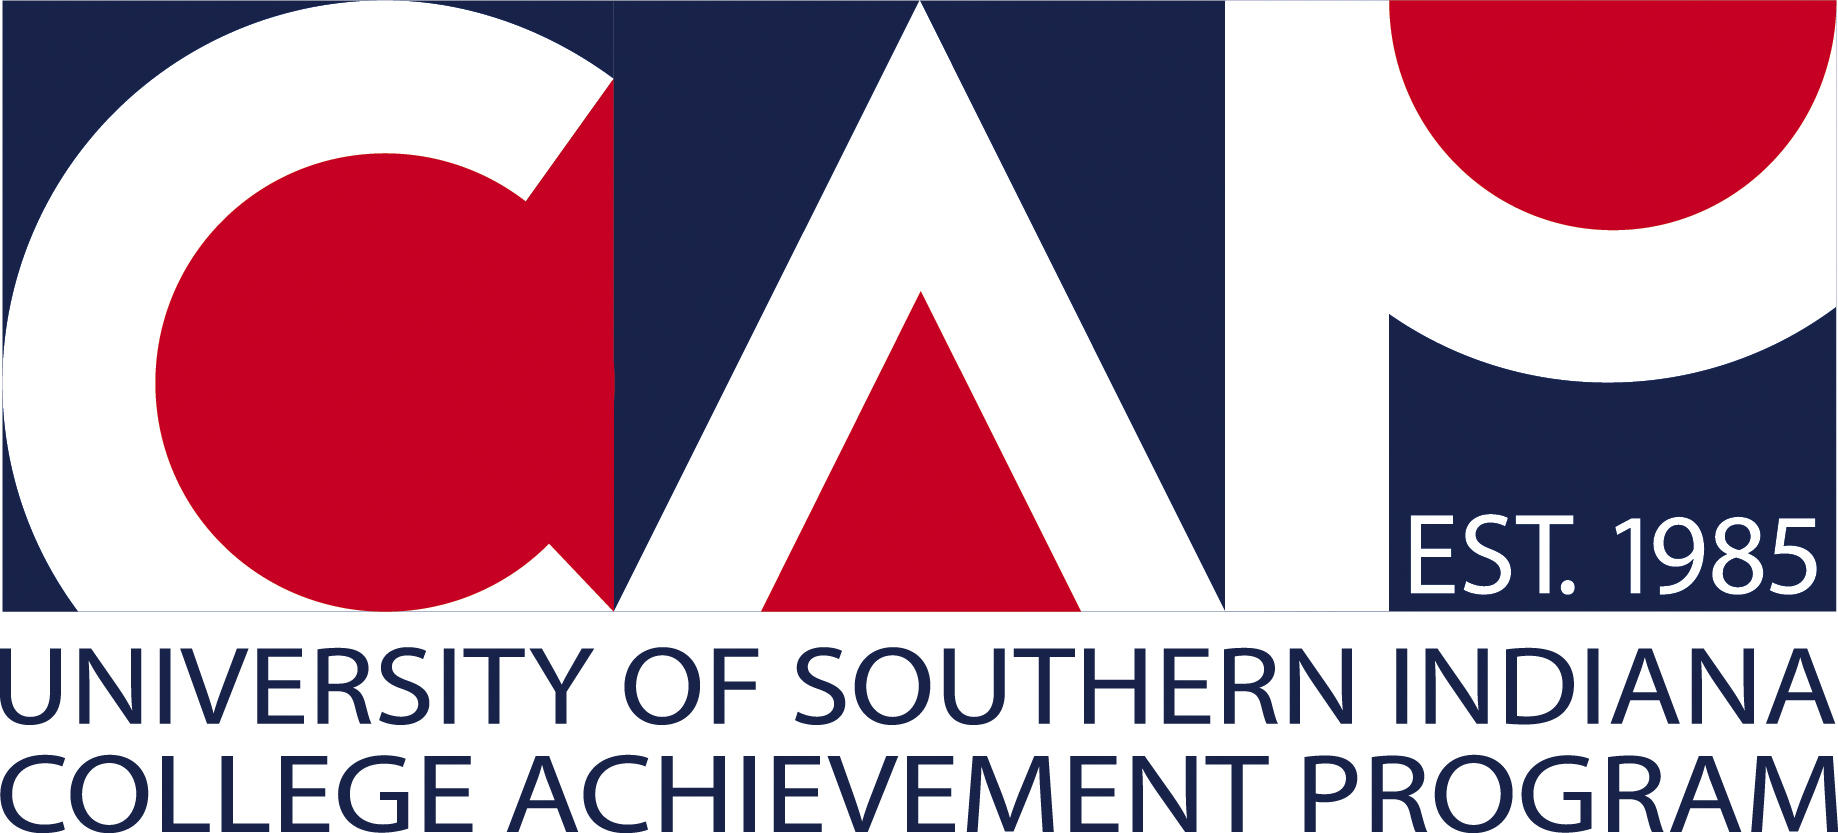 CAP
EST. 1985
UNIVERSITY OF SOUTHERN INDIANA
COLLEGE ACHIEVEMENT PROGRAM